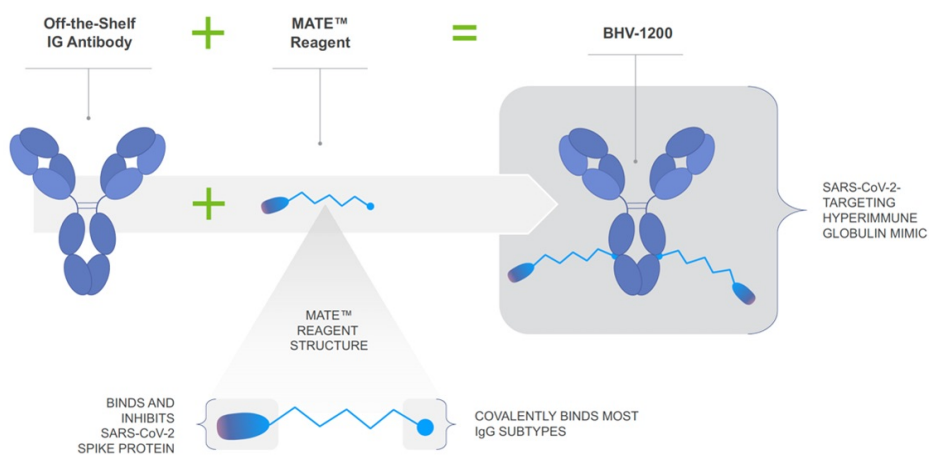 Off-the-Shelf
IG Antibody
+
MATE™
Reagent
=
BHV-1200
+
SARS-CoV-2-
TARGETING
HYPERIMMUNE
GLOBULIN MIMIC
MATE™
REAGENT
STRUCTURE
BINDS AND
INHIBITS
SARS-CoV-2
SPIKE PROTEIN
COVALENTLY BINDS MOST
IgG SUBTYPES